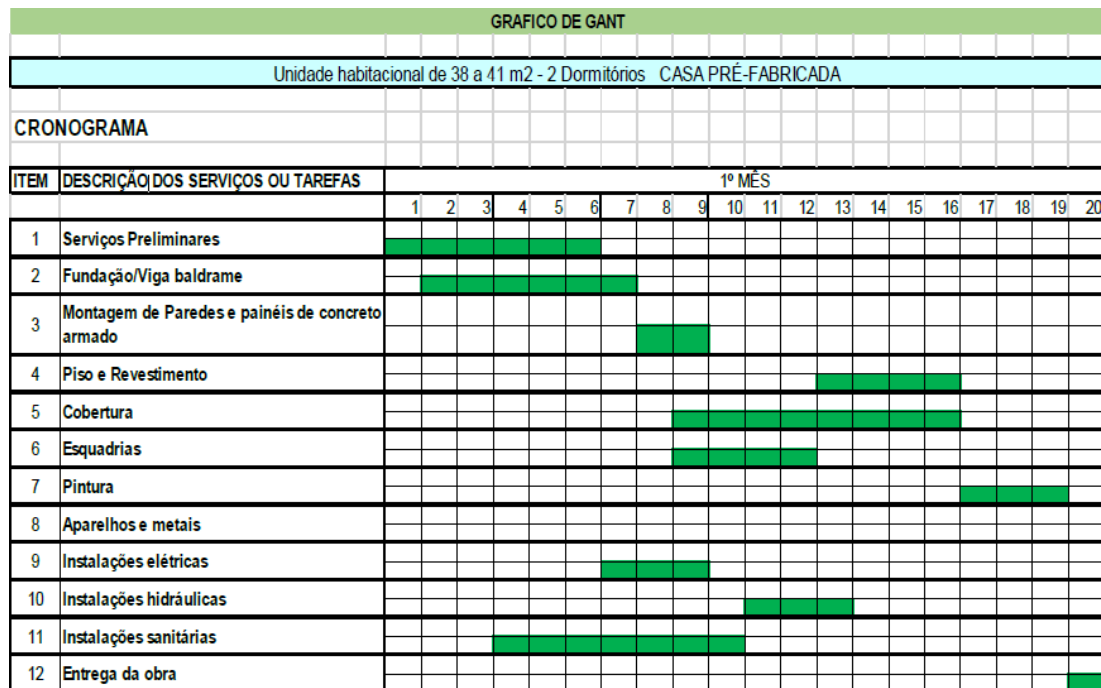 GRAFICO DE GANT
Unidade habitacional de 38 a 41 m2 - 2 Dormitórios CASA PRÉ-FABRICADA
CRONOGRAMA
ITEM DESCRIÇÃO DOS SERVIÇOS OU TAREFAS 1º MÊS
1 2 3 4 5 6 7 8 9 10 11 12 13 14 15 16 17 18 19 20
1 Serviços Preliminares
2 Fundação/Viga baldrame
3 Montagem de Paredes e painéis de concreto
armado
4 Piso e Revestimento
5 Cobertura
6 Esquadrias
7 Pintura
8 Aparelhos e metais
9 Instalações elétricas
10 Instalações hidráulicas
11 Instalações sanitárias
12 Entrega da obra